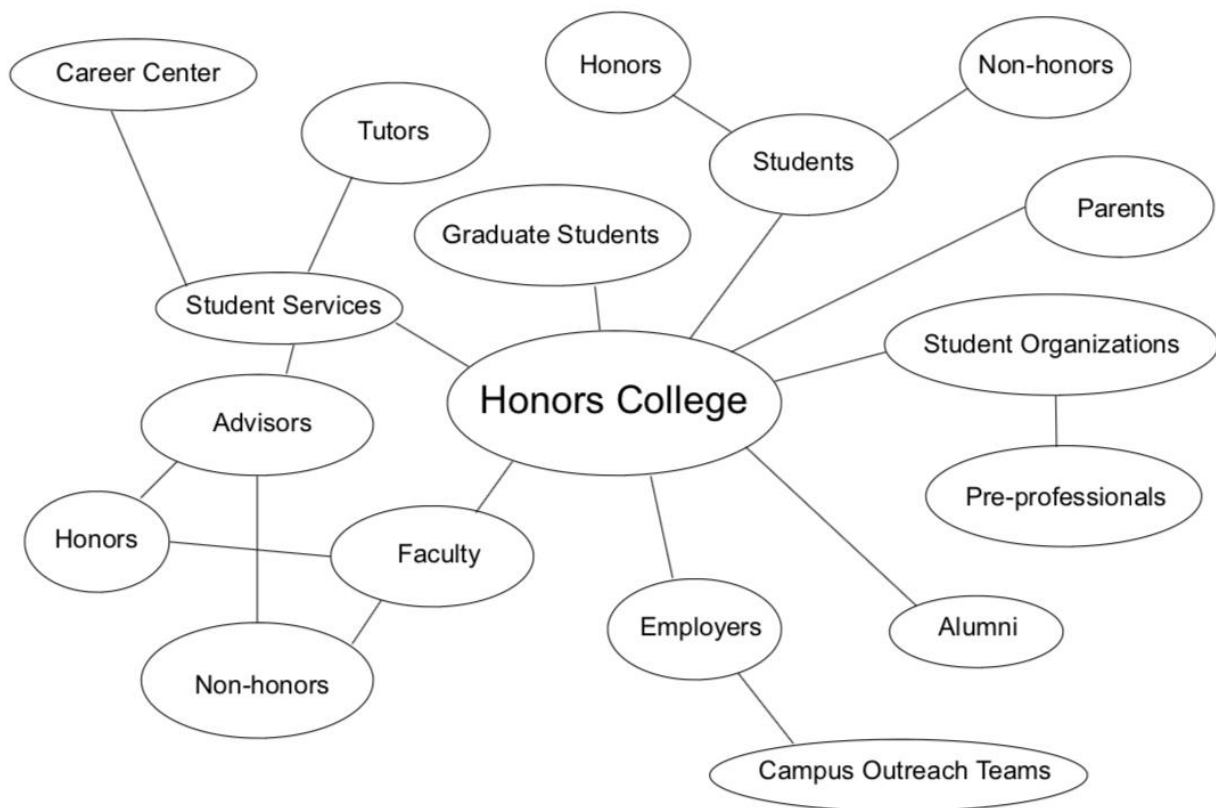 Honors
Non-honors
Career Center
Tutors
Students
Parents
Graduate Students
Student Services
Student Organizations
Honors College
Advisors
Pre-professionals
Honors
Faculty
Employers
Alumni
Non-honors
Campus Outreach Teams